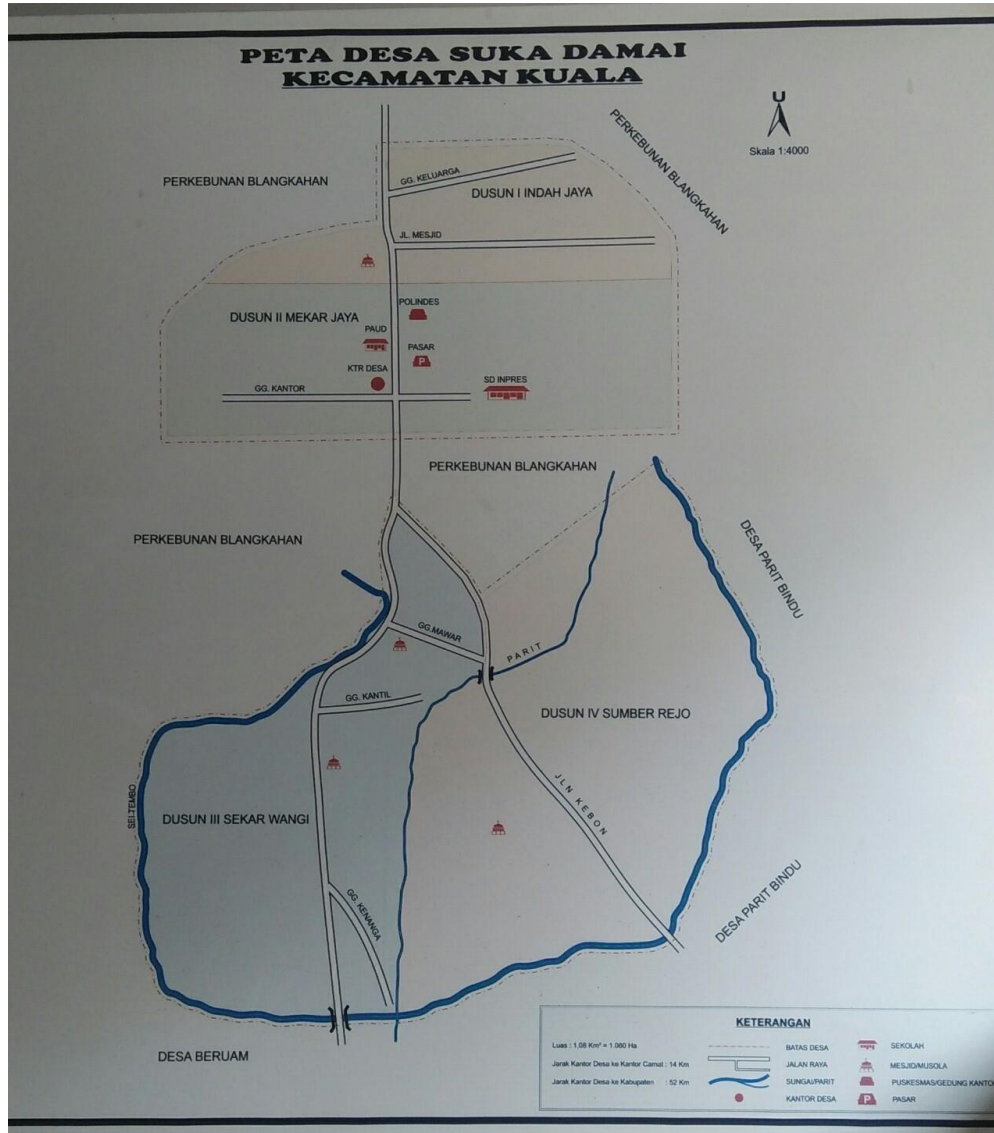 PETA DESA SUKA DAMAI
KECAMATAN KUALA
U
Skala 1:4000
PERKEBUNAN BLANGKAHAN
PERKEBUNAN BLANGKAHAN
GG. KELUARGA
DUSUN I INDAH JAYA
JL. MESJID
POLINDES
DUSUN II MEKAR JAYA
PAUD
PASAR
P
KTR DESA
SD INPRES
GG. KANTOR
PERKEBUNAN BLANGKAHAN
PERKEBUNAN BLANGKAHAN
DESA PARIT BINDU
GG.MAWAR
PARIT
GG. KANTIL
DUSUN IV SUMBER REJO
SEI.TEMBO
JLN KEBON
DUSUN III SEKAR WANGI
GG. KENANGA
DESA PARIT BINDU
DESA BERUAM
KETERANGAN
Luas : 1,08 Km² = 1.080 Ha
Jarak Kantor Desa ke Kantor Camat : 14 Km
Jarak Kantor Desa ke Kabupaten : 52 Km
BATAS DESA
JALAN RAYA
SUNGAI/PARIT
KANTOR DESA
SEKOLAH
MESJID/MUSOLA
PUSKESMAS/GEDUNG KANTO
P PASAR